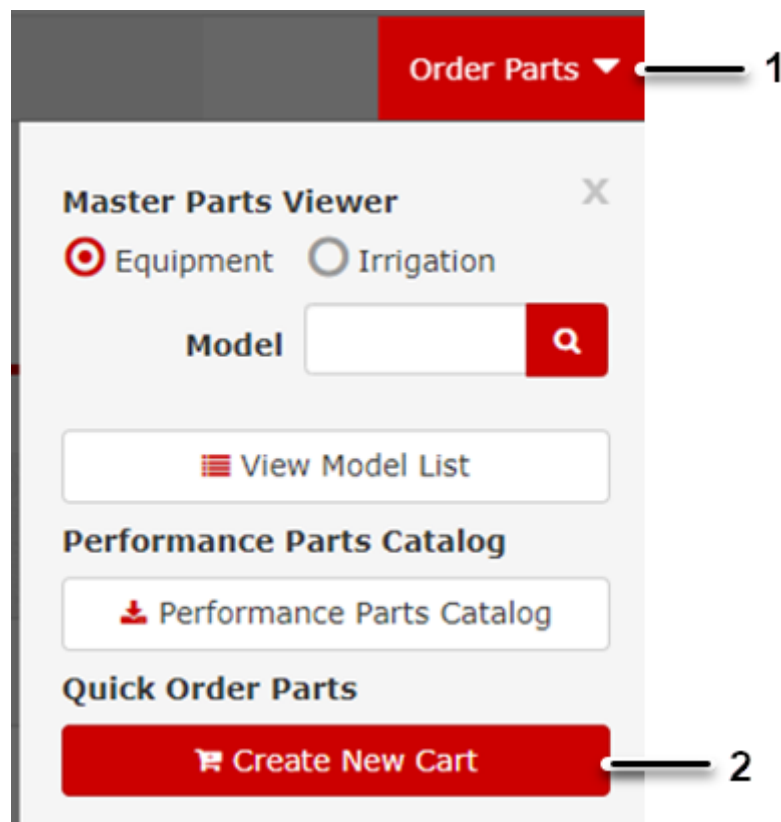 Order Parts
1
Master Parts Viewer
X
Equipment Irrigation
Model
View Model List
Performance Parts Catalog
Performance Parts Catalog
Quick Order Parts
Create New Cart
2